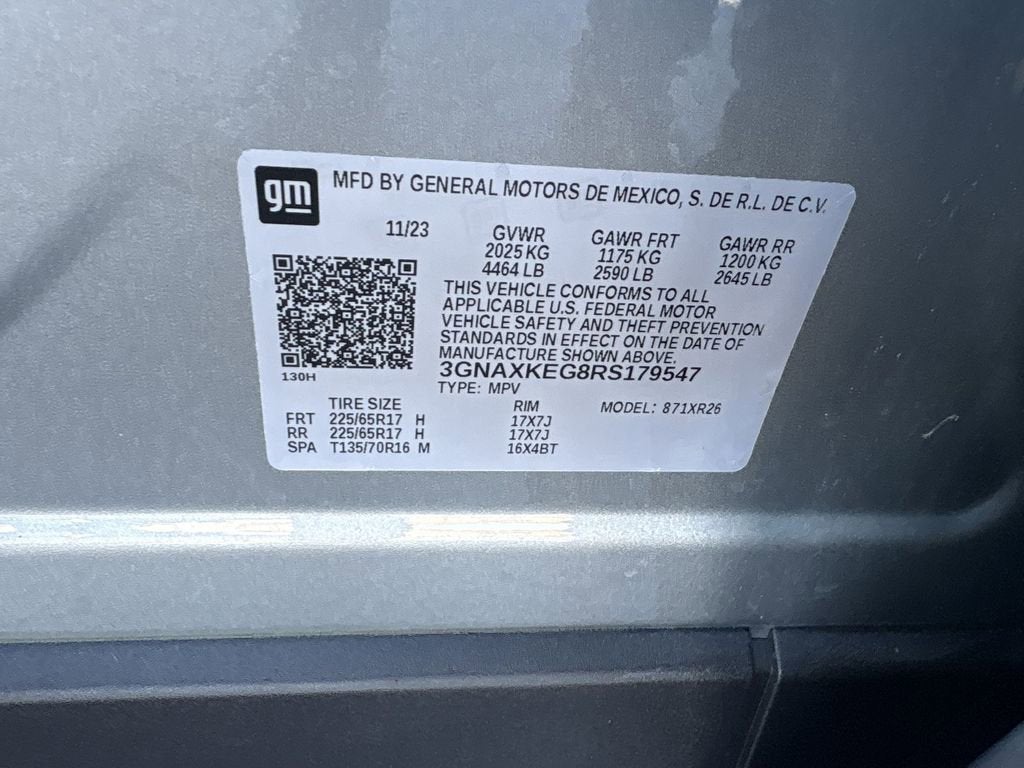 gm MFD BY GENERAL MOTORS DE MEXICO, S. DE R.L. DE C.V.
11/23 GVWR GAWR FRT GAWR RR
2025 KG 1175 KG 1200 KG
4464 LB 2590 LB 2645 LB
THIS VEHICLE CONFORMS TO ALL
APPLICABLE U.S. FEDERAL MOTOR
VEHICLE SAFETY AND THEFT PREVENTION
STANDARDS IN EFFECT ON THE DATE OF
MANUFACTURE SHOWN ABOVE.
130H 3GNAXKEG8RS179547
TYPE: MPV
TIRE SIZE RIM MODEL: 871XR26
FRT 225/65R17 H 17X7J
RR 225/65R17 H 17X7J
SPA T135/70R16 M 16X4BT